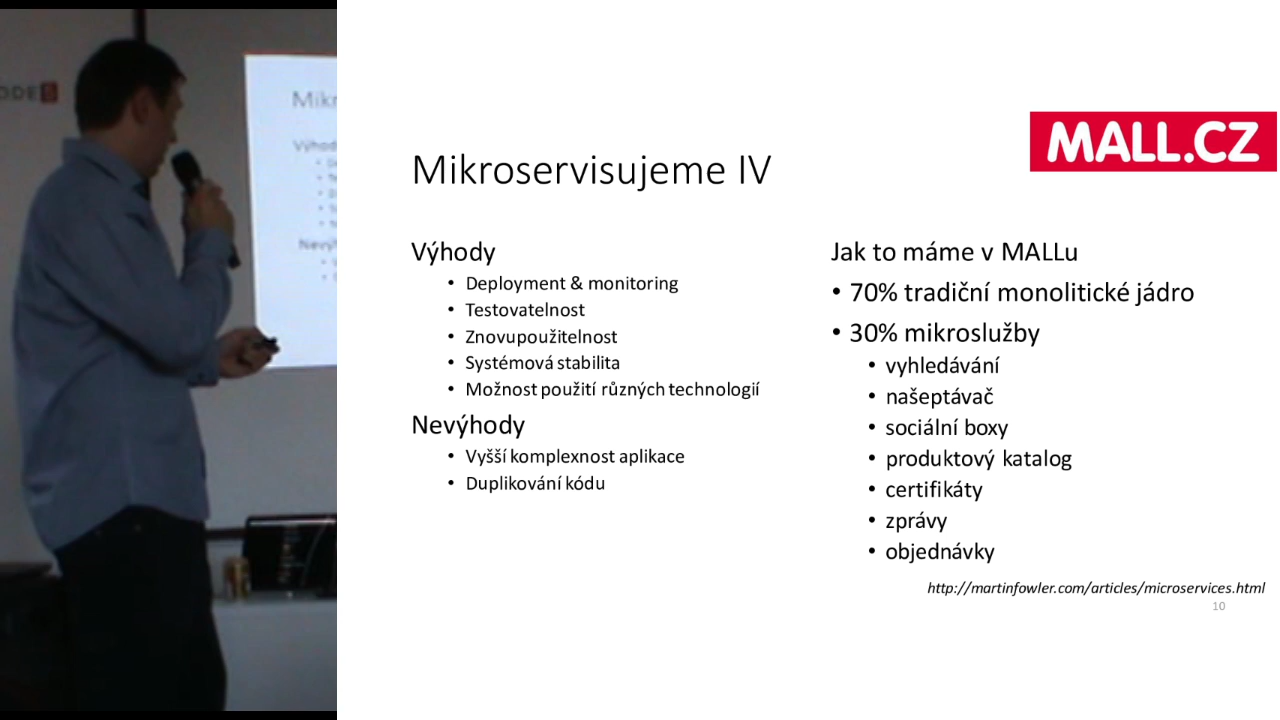 MALL.CZ
Mikroservisujeme IV
Výhody
• Deployment & monitoring
• Testovatelnost
• Znovupoužitelnost
• Systémová stabilita
• Možnost použití různých technologií
Nevýhody
• Vyšší komplexnost aplikace
• Duplikování kódu
Jak to máme v MALLu
• 70% tradiční monolitické jádro
• 30% mikroslužby
• vyhledávání
• našeptávač
• sociální boxy
• produktový katalog
• certifikáty
• zprávy
• objednávky
http://martinfowler.com/articles/microservices.html
10